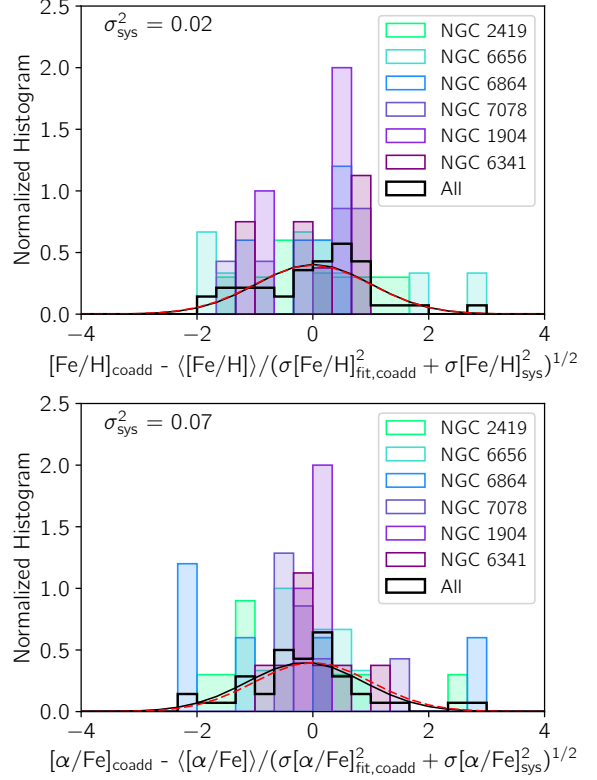 σ²sys = 0.02
NGC 2419
NGC 6656
NGC 6864
NGC 7078
NGC 1904
NGC 6341
All
Normalized Histogram
2.5
2.0
1.5
1.0
0.5
0.0
−4 −2 0 2 4
[Fe/H]coadd - ⟨[Fe/H]⟩/(σ[Fe/H]²fit,coadd + σ[Fe/H]²sys)^1/2
σ²sys = 0.07
NGC 2419
NGC 6656
NGC 6864
NGC 7078
NGC 1904
NGC 6341
All
Normalized Histogram
2.5
2.0
1.5
1.0
0.5
0.0
−4 −2 0 2 4
[α/Fe]coadd - ⟨[α/Fe]⟩/(σ[α/Fe]²fit,coadd + σ[α/Fe]²sys)^1/2